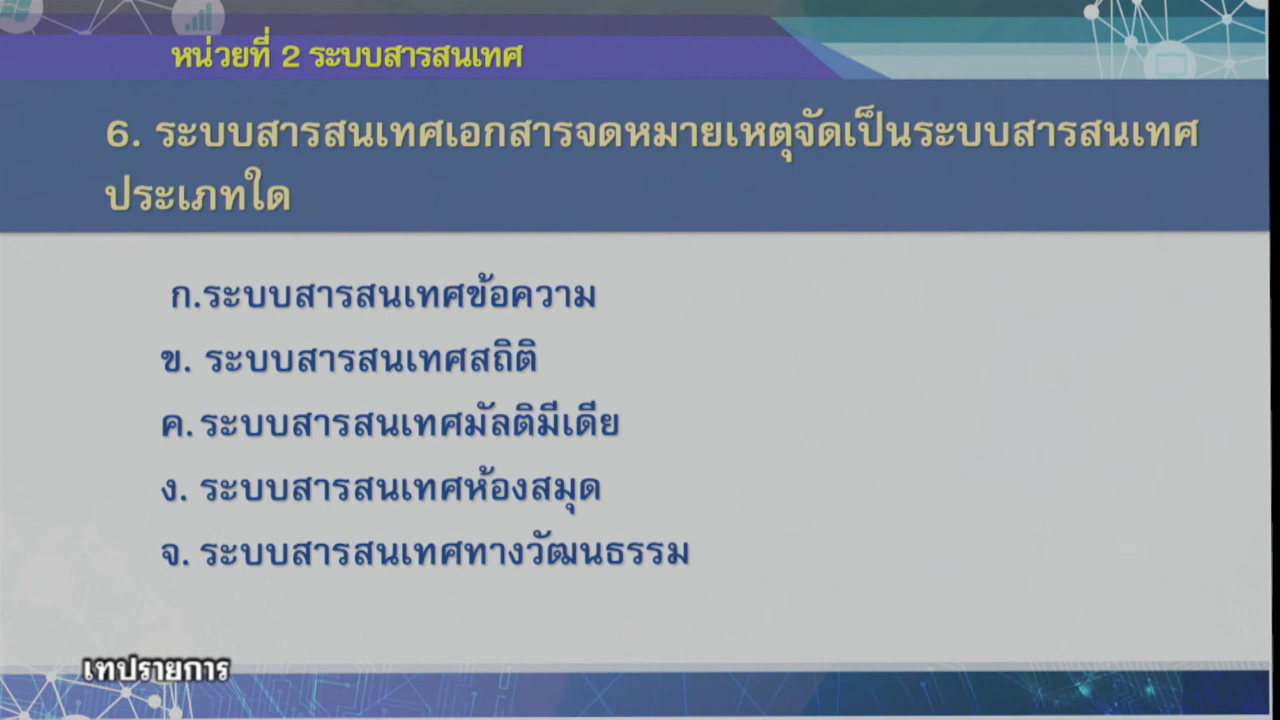 หน่วยที่ 2 ระบบสารสนเทศ
6. ระบบสารสนเทศเอกสารจดหมายเหตุจัดเป็นระบบสารสนเทศ
ประเภทใด
ก.ระบบสารสนเทศข้อความ
ข. ระบบสารสนเทศสถิติ
ค. ระบบสารสนเทศมัลติมีเดีย
ง. ระบบสารสนเทศห้องสมุด
จ. ระบบสารสนเทศทางวัฒนธรรม
เทปรายการ